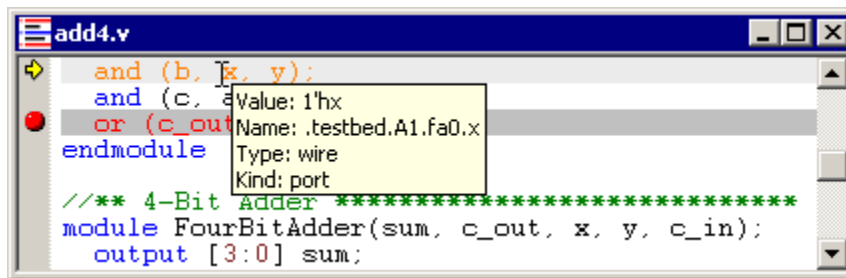 add4.v
and (b, x, y);
and (c, a
or (c_out
endmodule
Value: 1'hx
Name: .testbed.A1.fa0.x
Type: wire
Kind: port
//** 4-Bit Adder *****************************
module FourBitAdder(sum, c_out, x, y, c_in);
output [3:0] sum;